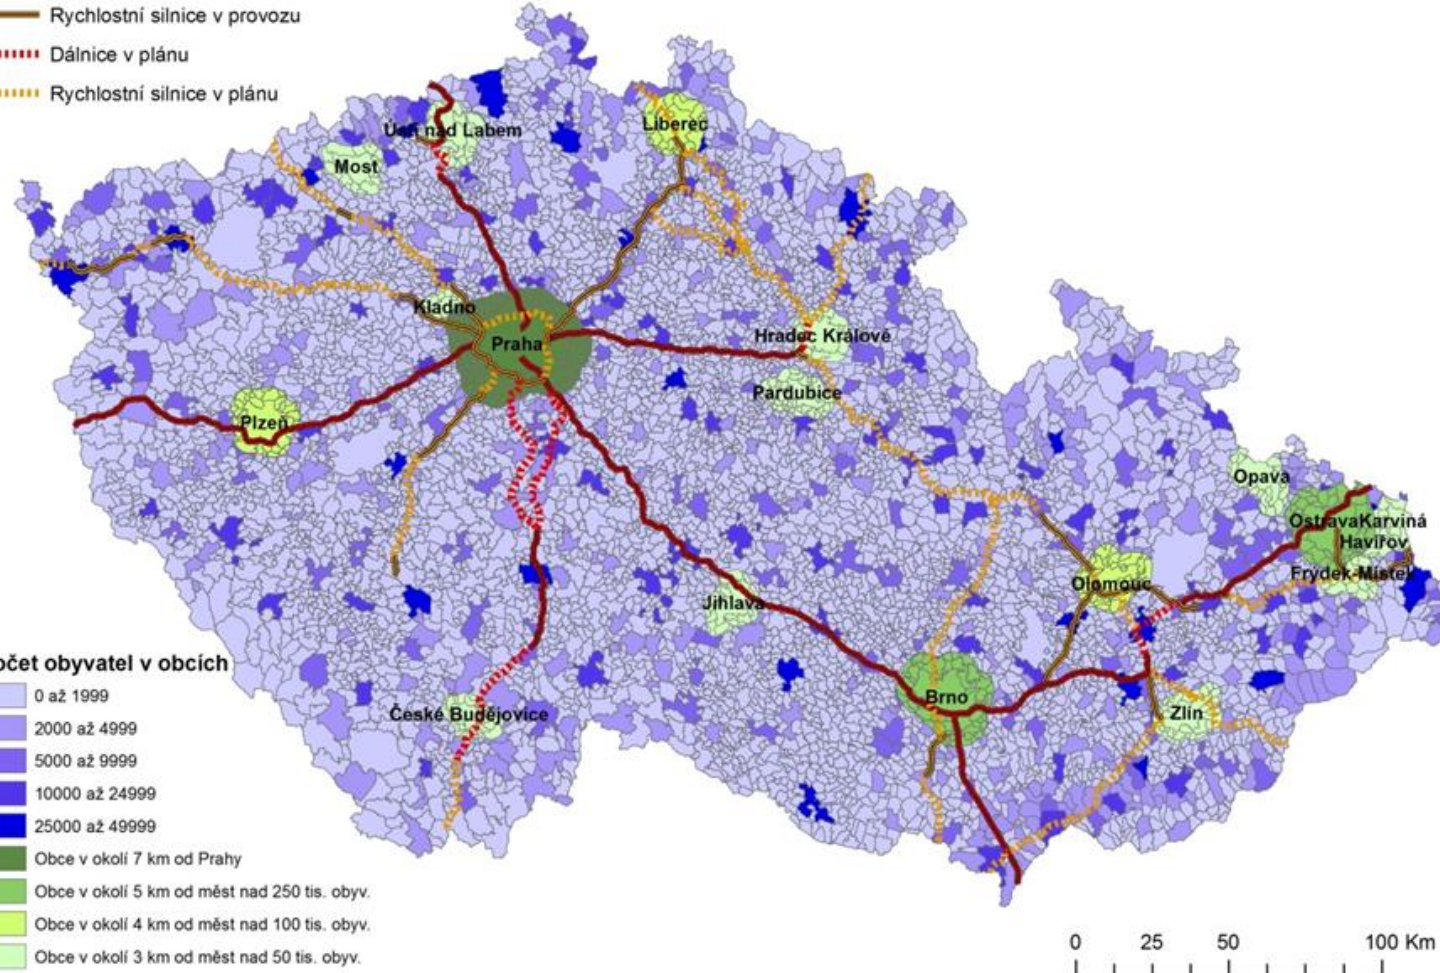 Rychlostní silnice v provozu
Dálnice v plánu
Rychlostní silnice v plánu
Ústí nad Labem
Liberec
Most
Kladno
Praha
Hradec Králové
Pardubice
Plzeň
Opava
Ostrava Karviná
Havířov
Frýdek-Místek
Olomouc
Jihlava
Brno
Zlín
České Budějovice
očet obyvatel v obcích
0 až 1999
2000 až 4999
5000 až 9999
10000 až 24999
25000 až 49999
Obce v okolí 7 km od Prahy
Obce v okolí 5 km od měst nad 250 tis. obyv.
Obce v okolí 4 km od měst nad 100 tis. obyv.
Obce v okolí 3 km od měst nad 50 tis. obyv.
0 25 50 100 Km